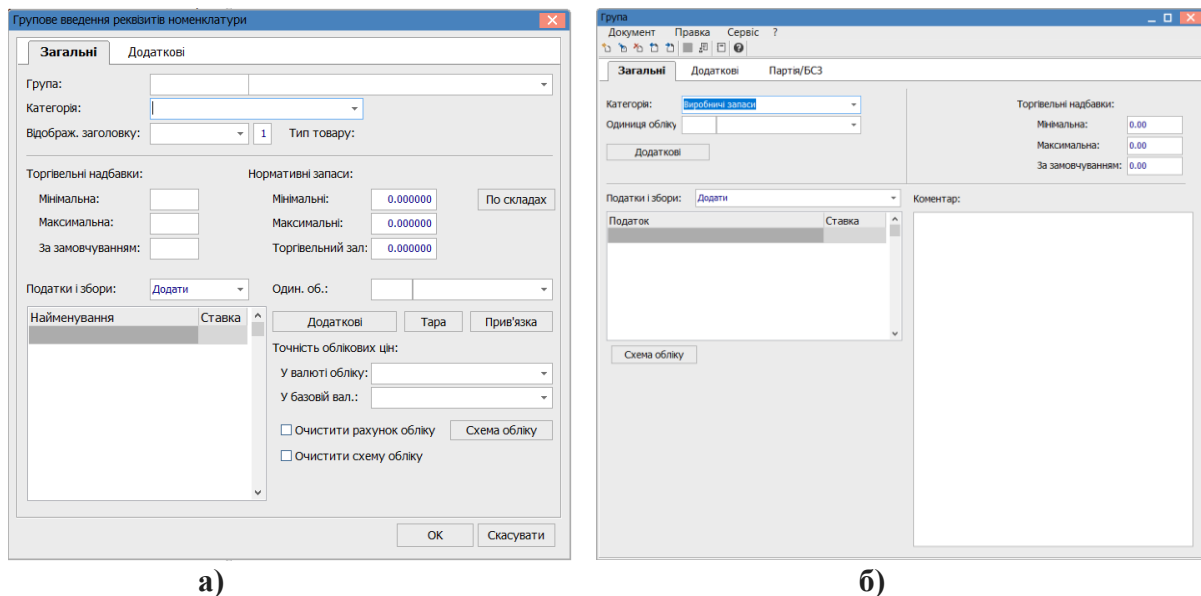 Групове введення реквізитів номенклатури
Загальні Додаткові
Група:
Категорія:
Відображ. заголовку: 1 Тип товару:
Торгівельні надбавки: Нормативні запаси:
Мінімальна: Мінімальні: 0.000000 По складах
Максимальна: Максимальні: 0.000000
За замовчуванням: Торгівельний зал: 0.000000
Податки і збори: Додати Один. об.:
Найменування Ставка
Додаткові Тара Прив'язка
Точність облікових цін:
У валюті обліку:
У базовій вал.:
Очистити рахунок обліку Схема обліку
Очистити схему обліку
OK Скасувати
а)
Група
Документ Правка Сервіс ?
Загальні Додаткові Партія/БСЗ
Категорія: Виробничі запаси Торгівельні надбавки:
Одиниця обліку Мінімальна: 0.00
Додаткові Максимальна: 0.00
За замовчуванням: 0.00
Податки і збори: Додати Коментар:
Податок Ставка
Схема обліку
б)